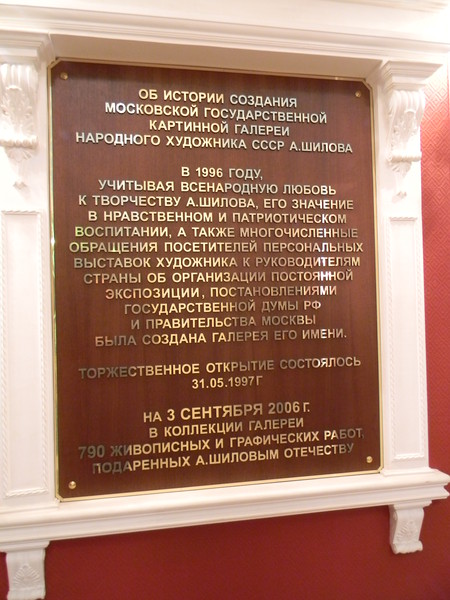 ОБ ИСТОРИИ СОЗДАНИЯ
МОСКОВСКОЙ ГОСУДАРСТВЕННОЙ
КАРТИННОЙ ГАЛЕРЕИ
НАРОДНОГО ХУДОЖНИКА СССР А.ШИЛОВА
В 1996 ГОДУ,
УЧИТЫВАЯ ВСЕНАРОДНУЮ ЛЮБОВЬ
К ТВОРЧЕСТВУ А.ШИЛОВА, ЕГО ЗНАЧЕНИЕ
В НРАВСТВЕННОМ И ПАТРИОТИЧЕСКОМ
ВОСПИТАНИИ, А ТАКЖЕ МНОГОЧИСЛЕННЫЕ
ОБРАЩЕНИЯ ПОСЕТИТЕЛЕЙ ПЕРСОНАЛЬНЫХ
ВЫСТАВОК ХУДОЖНИКА К РУКОВОДИТЕЛЯМ
СТРАНЫ ОБ ОРГАНИЗАЦИИ ПОСТОЯННОЙ
ЭКСПОЗИЦИИ, ПОСТАНОВЛЕНИЯМИ
ГОСУДАРСТВЕННОЙ ДУМЫ РФ
И ПРАВИТЕЛЬСТВА МОСКВЫ
БЫЛА СОЗДАНА ГАЛЕРЕЯ ЕГО ИМЕНИ.
ТОРЖЕСТВЕННОЕ ОТКРЫТИЕ СОСТОЯЛОСЬ
31.05.1997 Г
НА 3 СЕНТЯБРЯ 2006 Г.
В КОЛЛЕКЦИИ ГАЛЕРЕИ
790 ЖИВОПИСНЫХ И ГРАФИЧЕСКИХ РАБОТ,
ПОДАРЕННЫХ А.ШИЛОВЫМ ОТЕЧЕСТВУ